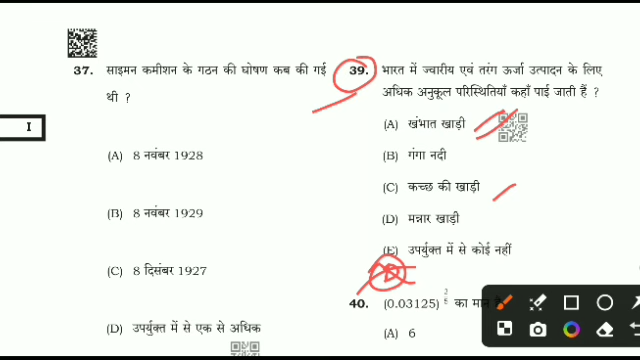 37. साइमन कमीशन के गठन की घोषण कब की गई
थी ?
I
(A) 8 नवंबर 1928
(B) 8 नवंबर 1929
(C) 8 दिसंबर 1927
(D) उपर्युक्त में से एक से अधिक
39. भारत में ज्वारीय एवं तरंग ऊर्जा उत्पादन के लिए
अधिक अनुकूल परिस्थितियाँ कहाँ पाई जाती हैं ?
(A) खंभात खाड़ी
(B) गंगा नदी
(C) कच्छ की खाड़ी
(D) मन्नार खाड़ी
(E) उपर्युक्त में से कोई नहीं
40. (0.03125) का मान
(A) 6